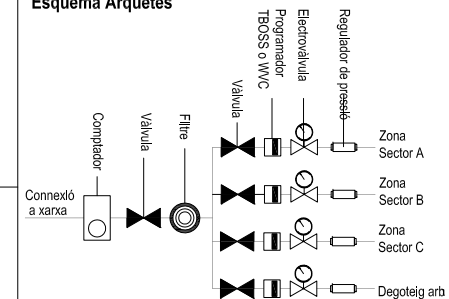 Esquema Arquetes
Programador
TBOSS o WVC
Electrovàlvula
Regulador de pressió
Vàlvula
Comptador
Vàlvula
Filtre
Connexió
a xarxa
Zona
Sector A
Zona
Sector B
Zona
Sector C
Degoteig arb